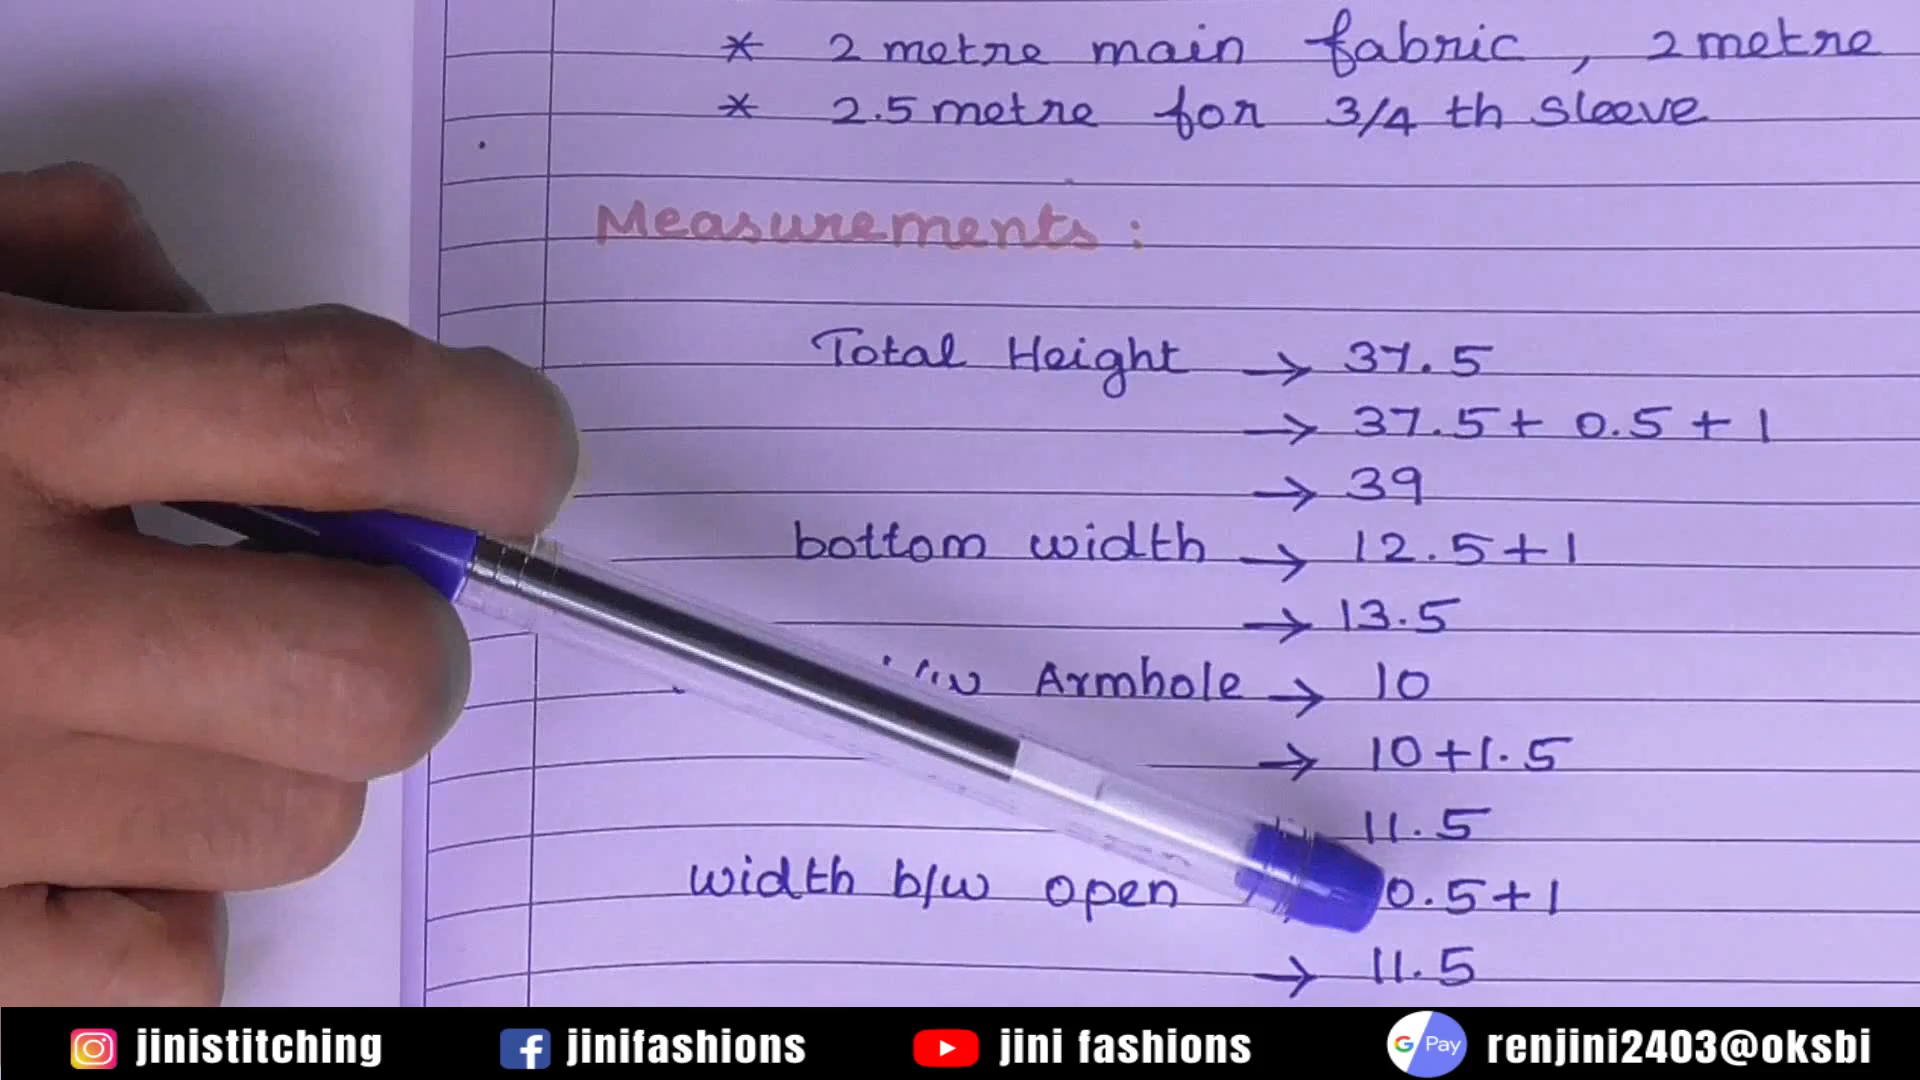 * 2 metre main fabric, 2 metre
* 2.5 metre for 3/4 th sleeve
Measurements :
Total Height → 37.5
→ 37.5 + 0.5 + 1
→ 39
bottom width → 12.5 + 1
→ 13.5
Armhole → 10
→ 10 + 1.5
11.5
width b/w open 0.5 + 1
→ 11.5
jinistitching
jinifashions
jini fashions
G Pay renjini2403@oksbi